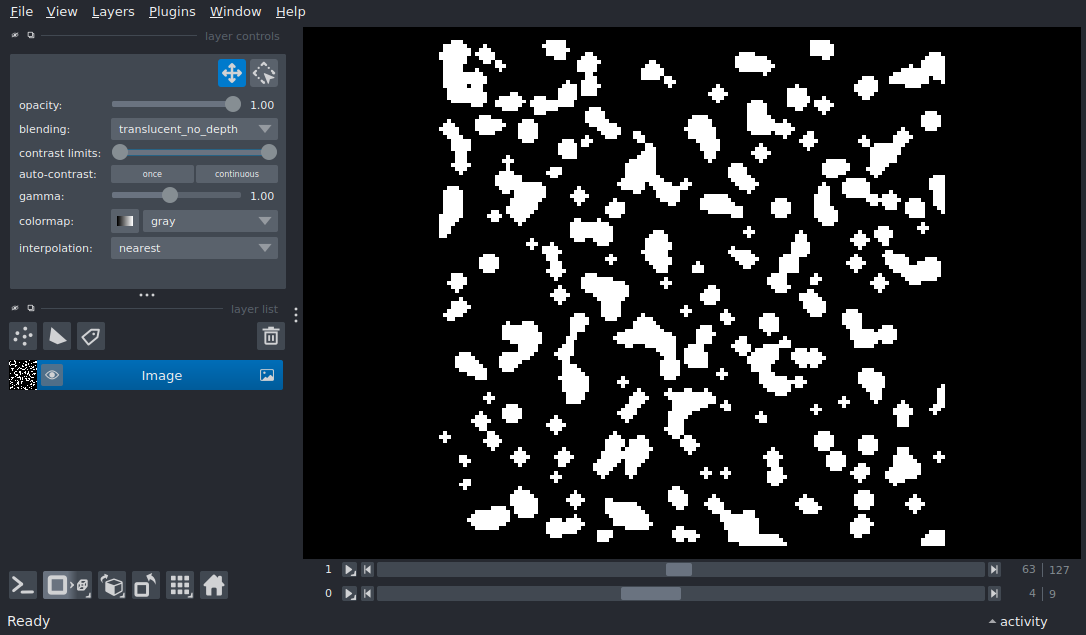 File View Layers Plugins Window Help
layer controls
opacity: 1.00
blending: translucent_no_depth
contrast limits:
auto-contrast: once continuous
gamma: 1.00
colormap: gray
interpolation: nearest
layer list
Image
1 63 127
0 4 9
Ready activity